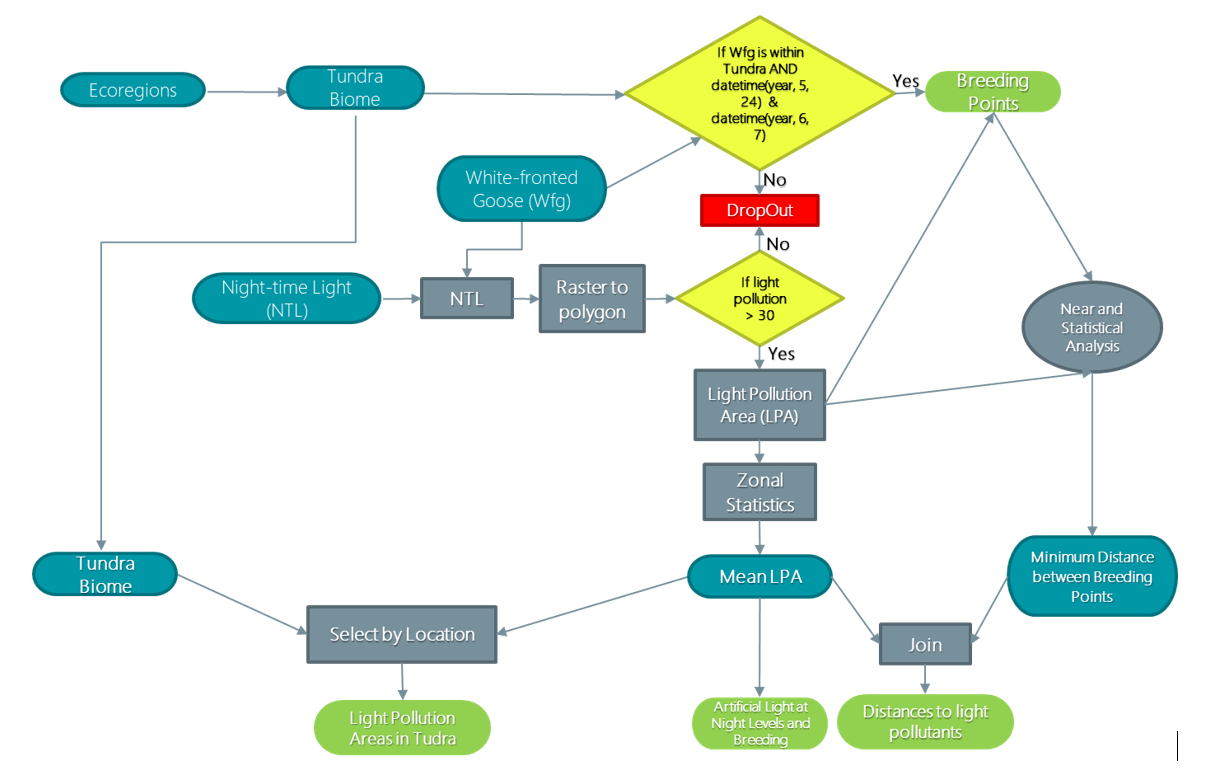 If Wfg is within
Tundra AND
datetime(year, 5,
24) &
datetime(year, 6,
7)
Yes
Breeding
Points
Ecoregions
Tundra
Biome
No
White-fronted
Goose (Wfg)
DropOut
No
Night-time Light
(NTL)
NTL
Raster to
polygon
If light
pollution
> 30
Near and
Statistical
Analysis
Yes
Light Pollution
Area (LPA)
Zonal
Statistics
Tundra
Biome
Mean LPA
Minimum Distance
between Breeding
Points
Select by Location
Join
Light Pollution
Areas in Tudra
Artificial Light at
Night Levels and
Breeding
Distances to light
pollutants